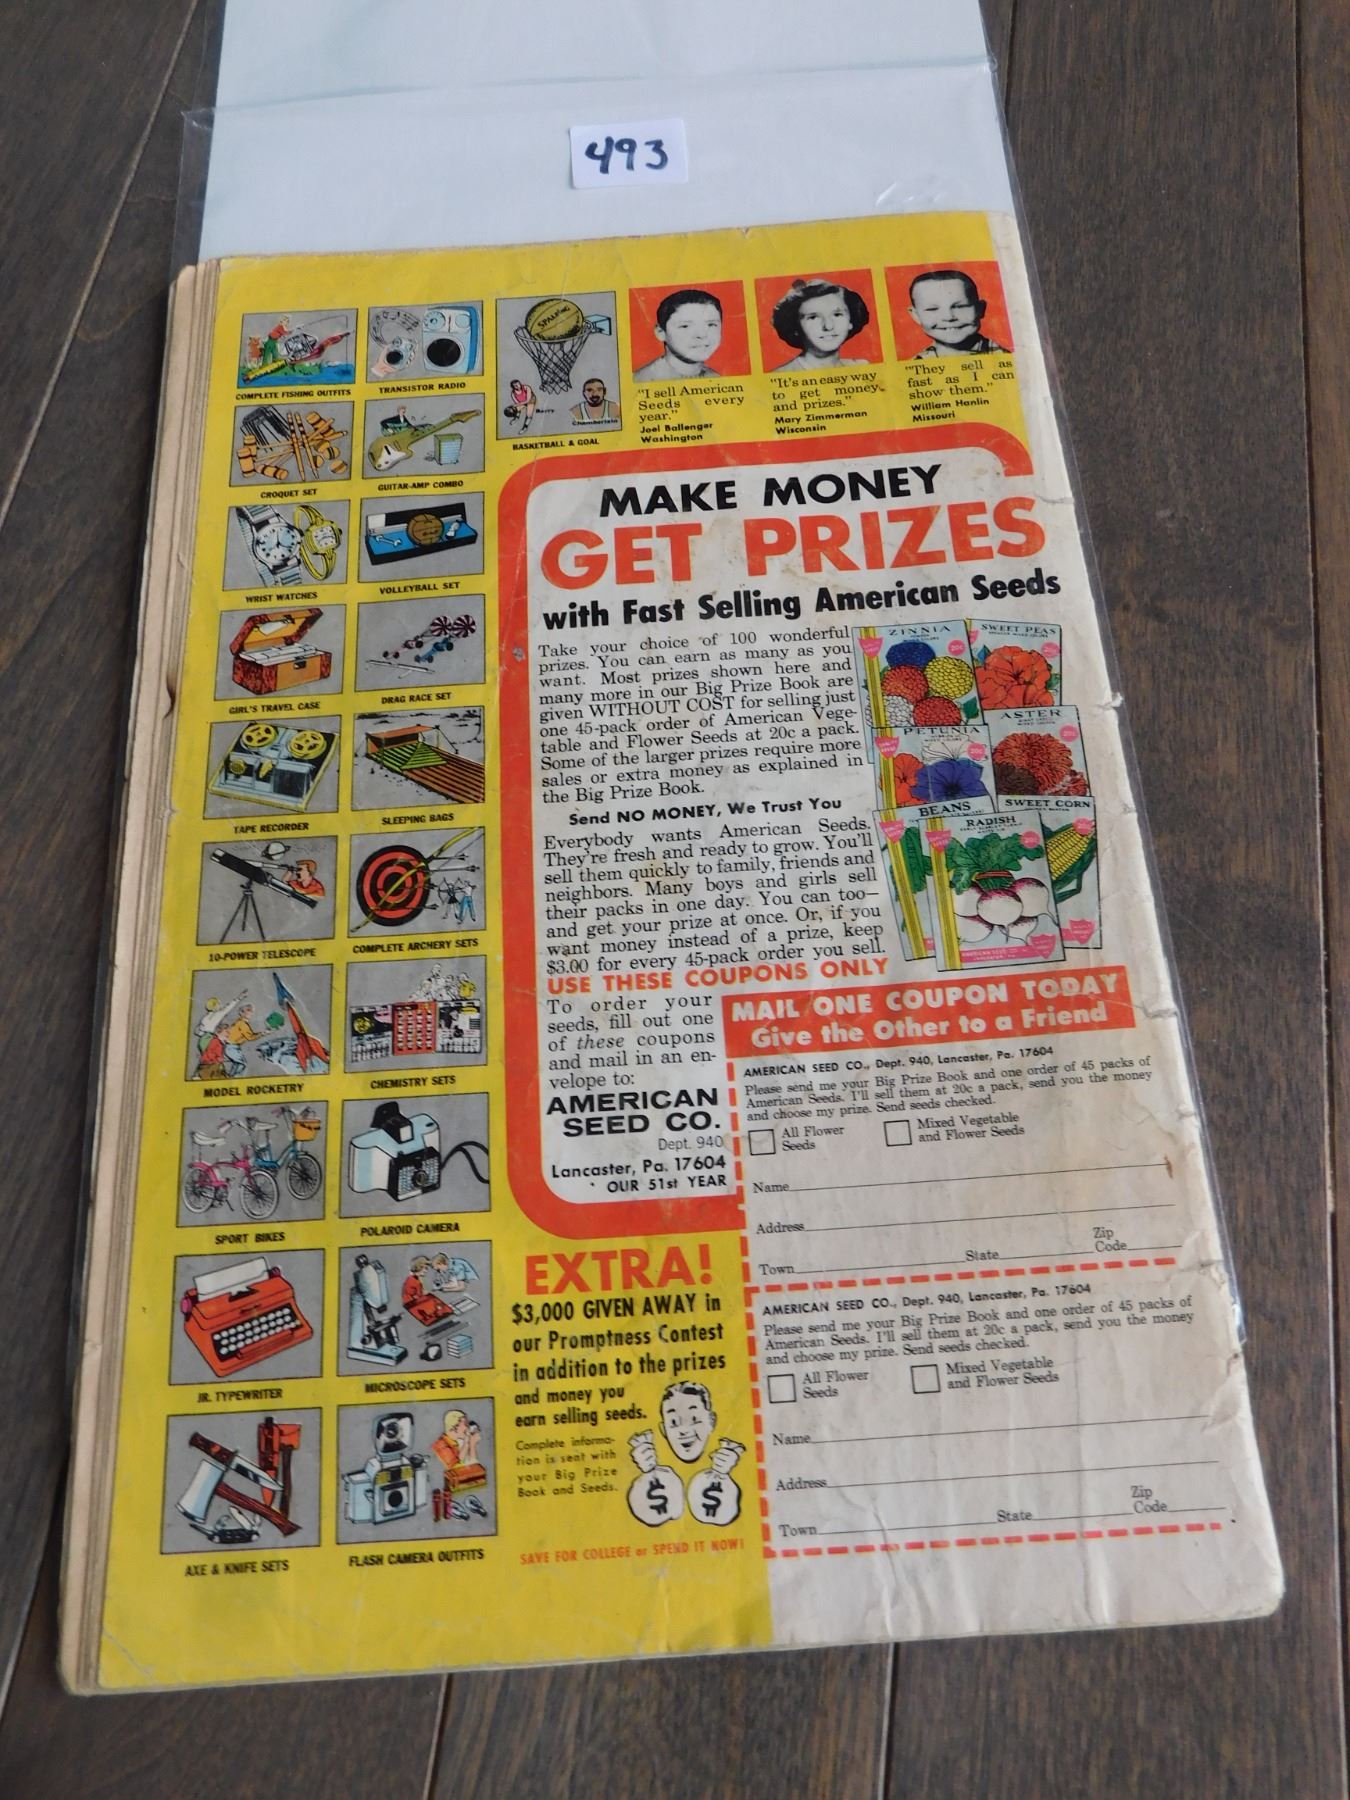 493
COMPLETE FISHING OUTFITS
TRANSISTOR RADIO
SPALDING
Barry
Chamberlain
BASKETBALL & GOAL
"I sell American
Seeds every
year."
Joel Ballenger
Washington
"It's an easy way
to get money
and prizes."
Mary Zimmerman
Wisconsin
"They sell as
fast as I can
show them."
William Hanlin
Missouri
CROQUET SET
GUITAR-AMP COMBO
WRIST WATCHES
VOLLEYBALL SET
GIRL'S TRAVEL CASE
DRAG RACE SET
TAPE RECORDER
SLEEPING BAGS
10-POWER TELESCOPE
COMPLETE ARCHERY SETS
MODEL ROCKETRY
CHEMISTRY SETS
SPORT BIKES
POLAROID CAMERA
JR. TYPEWRITER
MICROSCOPE SETS
AXE & KNIFE SETS
FLASH CAMERA OUTFITS
MAKE MONEY
GET PRIZES
with Fast Selling American Seeds
Take your choice of 100 wonderful
prizes. You can earn as many as you
want. Most prizes shown here and
many more in our Big Prize Book are
given WITHOUT COST for selling just
one 45-pack order of American Vege-
table and Flower Seeds at 20c a pack.
Some of the larger prizes require more
sales or extra money as explained in
the Big Prize Book.
Send NO MONEY, We Trust You
Everybody wants American Seeds.
They're fresh and ready to grow. You'll
sell them quickly to family, friends and
neighbors. Many boys and girls sell
their packs in one day. You can too—
and get your prize at once. Or, if you
want money instead of a prize, keep
$3.00 for every 45-pack order you sell.
ZINNIA
20c
SWEET PEAS
PETUNIA
20c
ASTER
20c
BEANS
SWEET CORN
RADISH
20c
USE THESE COUPONS ONLY
To order your
seeds, fill out one
of these coupons
and mail in an en-
velope to:
AMERICAN
SEED CO.
Dept. 940
Lancaster, Pa. 17604
OUR 51st YEAR
MAIL ONE COUPON TODAY
Give the Other to a Friend
AMERICAN SEED CO., Dept. 940, Lancaster, Pa. 17604
Please send me your Big Prize Book and one order of 45 packs of
American Seeds. I'll sell them at 20c a pack, send you the money
and choose my prize. Send seeds checked.
All Flower
Seeds
Mixed Vegetable
and Flower Seeds
Name
Address
Town State Zip
Code
AMERICAN SEED CO., Dept. 940, Lancaster, Pa. 17604
Please send me your Big Prize Book and one order of 45 packs of
American Seeds. I'll sell them at 20c a pack, send you the money
and choose my prize. Send seeds checked.
All Flower
Seeds
Mixed Vegetable
and Flower Seeds
Name
Address
Town State Zip
Code
EXTRA!
$3,000 GIVEN AWAY in
our Promptness Contest
in addition to the prizes
and money you
earn selling seeds.
Complete informa-
tion is sent with
your Big Prize
Book and Seeds.
$ $
SAVE FOR COLLEGE or SPEND IT NOW!